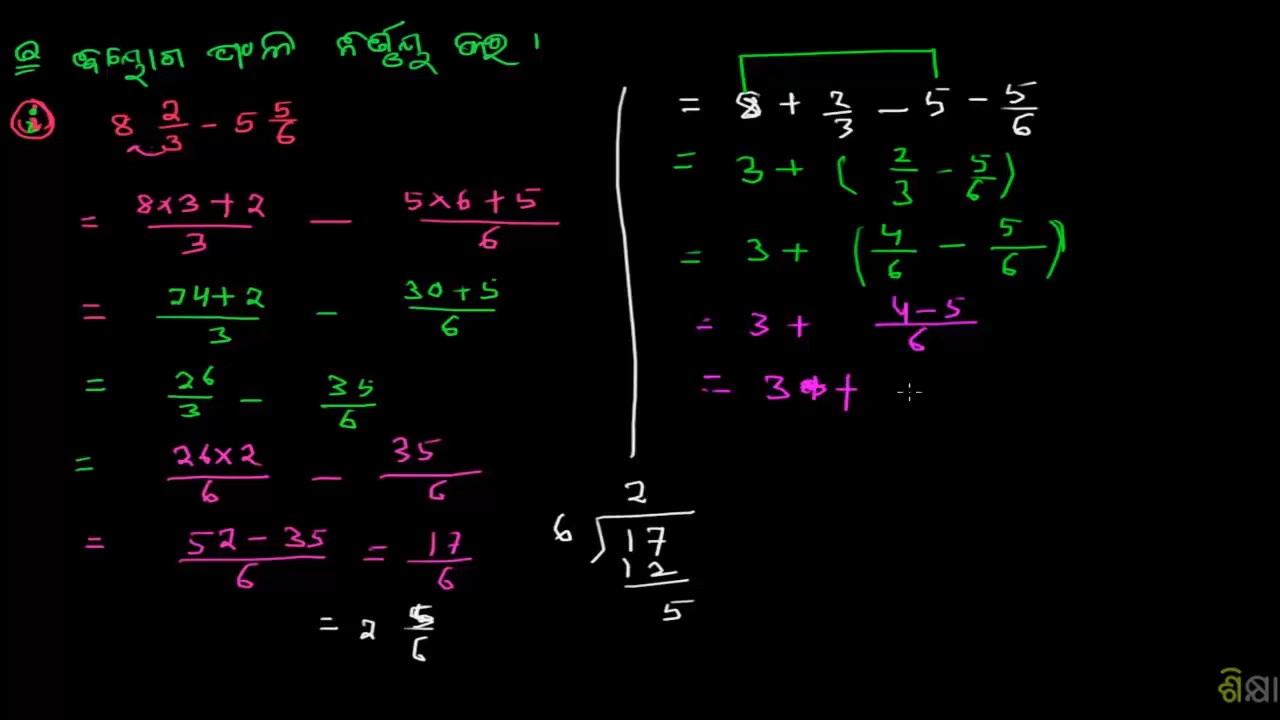 କର ।
8 2/3 - 5 5/6
= (8×3+2)/3 - (5×6+5)/6
= (24+2)/3 - (30+5)/6
= 26/3 - 35/6
= (26×2)/6 - 35/6
= (52-35)/6 = 17/6
= 2 5/6
2
6 17
12
5
= 8 + 2/3 - 5 - 5/6
= 3 + (2/3 - 5/6)
= 3 + (4/6 - 5/6)
= 3 + (4-5)/6
= 3 +
ଶିକ୍ଷା